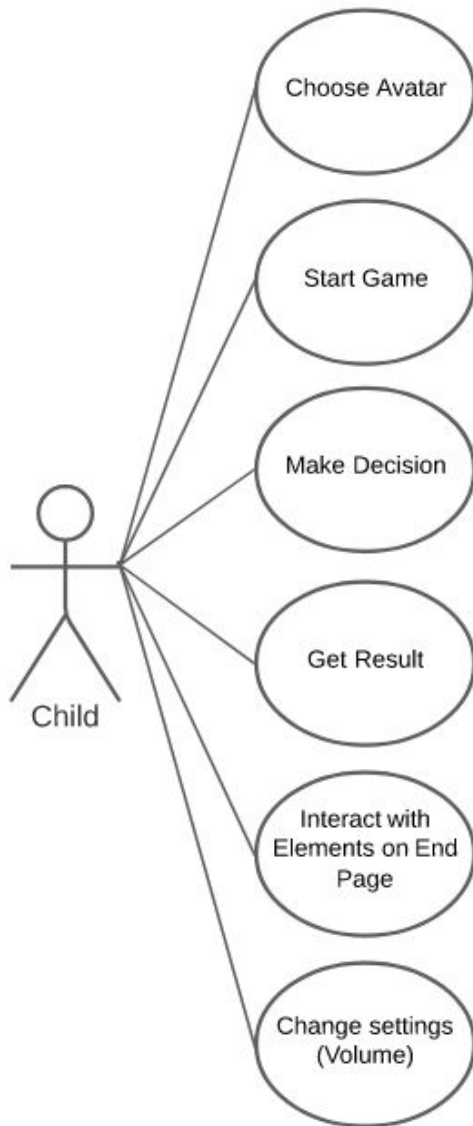 Choose Avatar
Start Game
Make Decision
Get Result
Child
Interact with
Elements on End
Page
Change settings
(Volume)